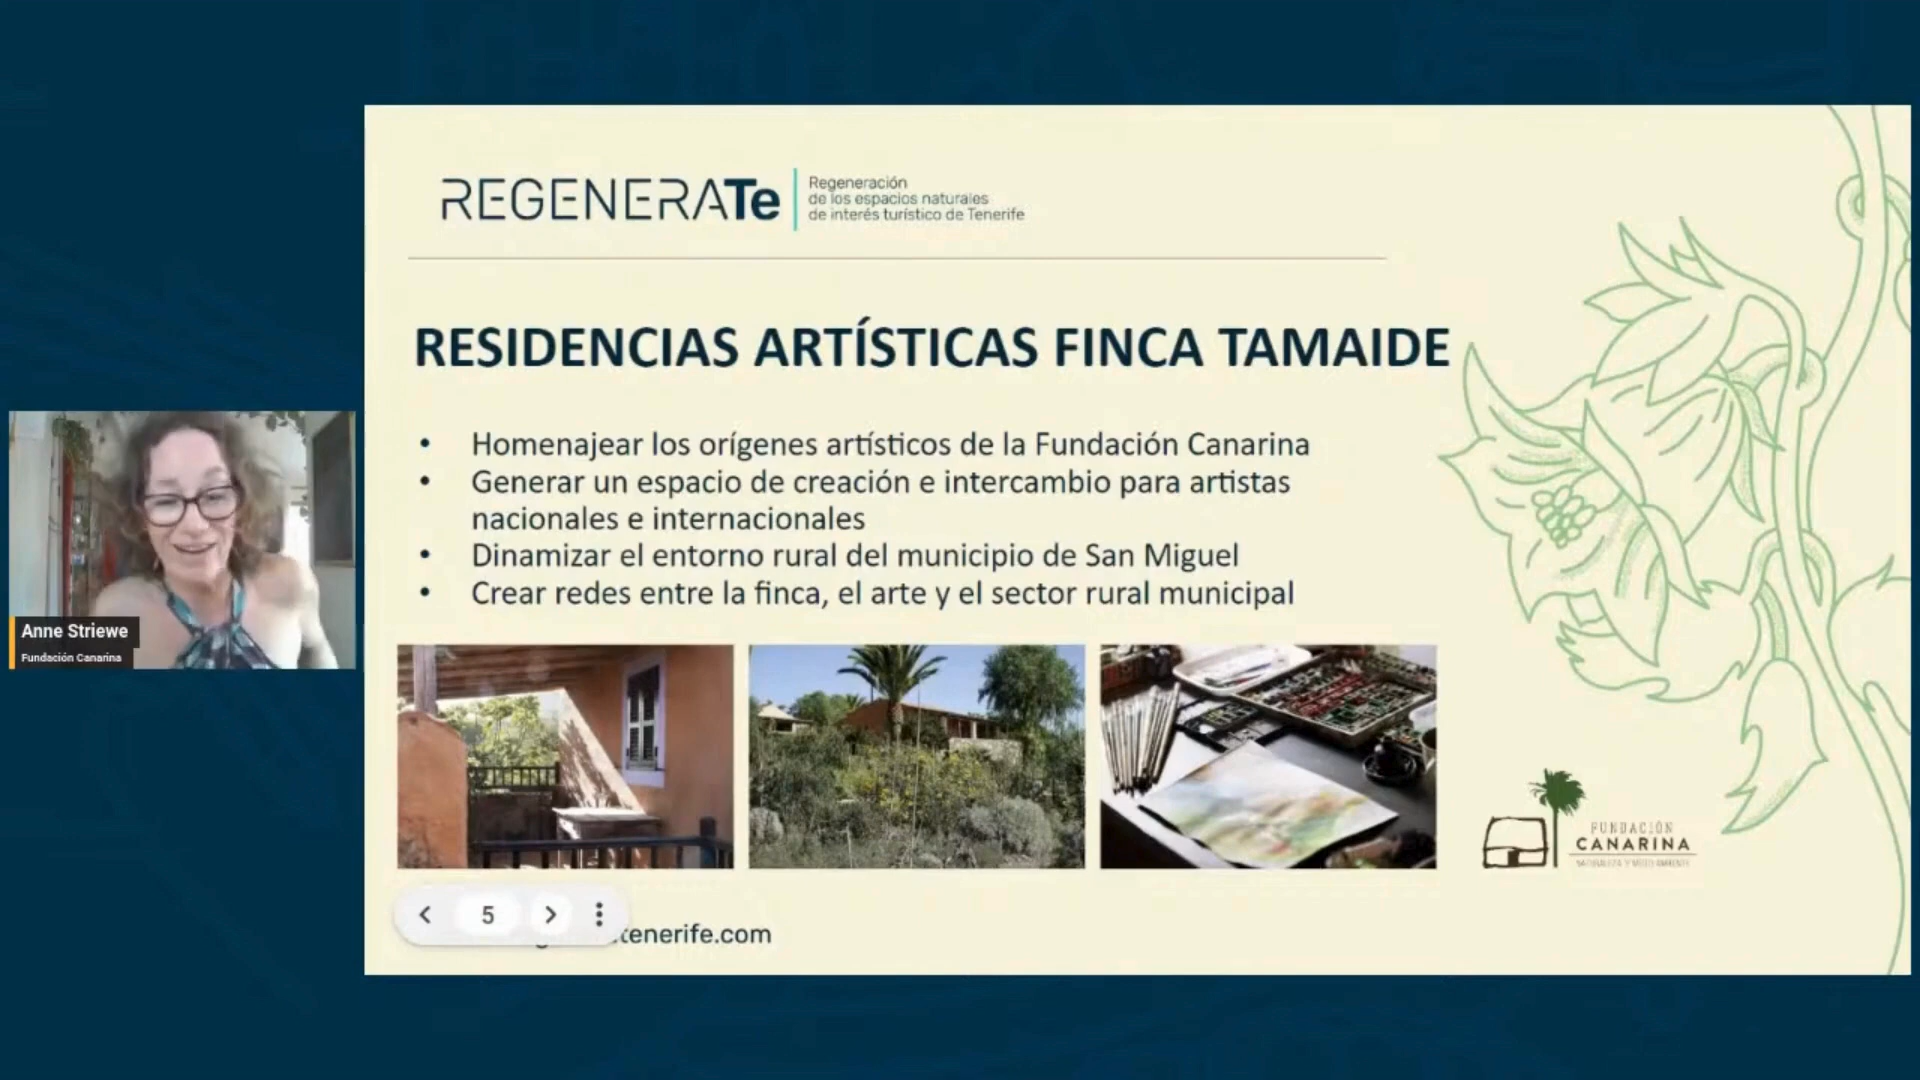 REGENERATe
Regeneración
de los espacios naturales
de interés turístico de Tenerife
RESIDENCIAS ARTÍSTICAS FINCA TAMAIDE
• Homenajear los orígenes artísticos de la Fundación Canarina
• Generar un espacio de creación e intercambio para artistas
nacionales e internacionales
• Dinamizar el entorno rural del municipio de San Miguel
• Crear redes entre la finca, el arte y el sector rural municipal
Anne Striewe
Fundación Canarina
FUNDACIÓN
CANARINA
NATURALEZA Y MEDIO AMBIENTE
5
tenerife.com